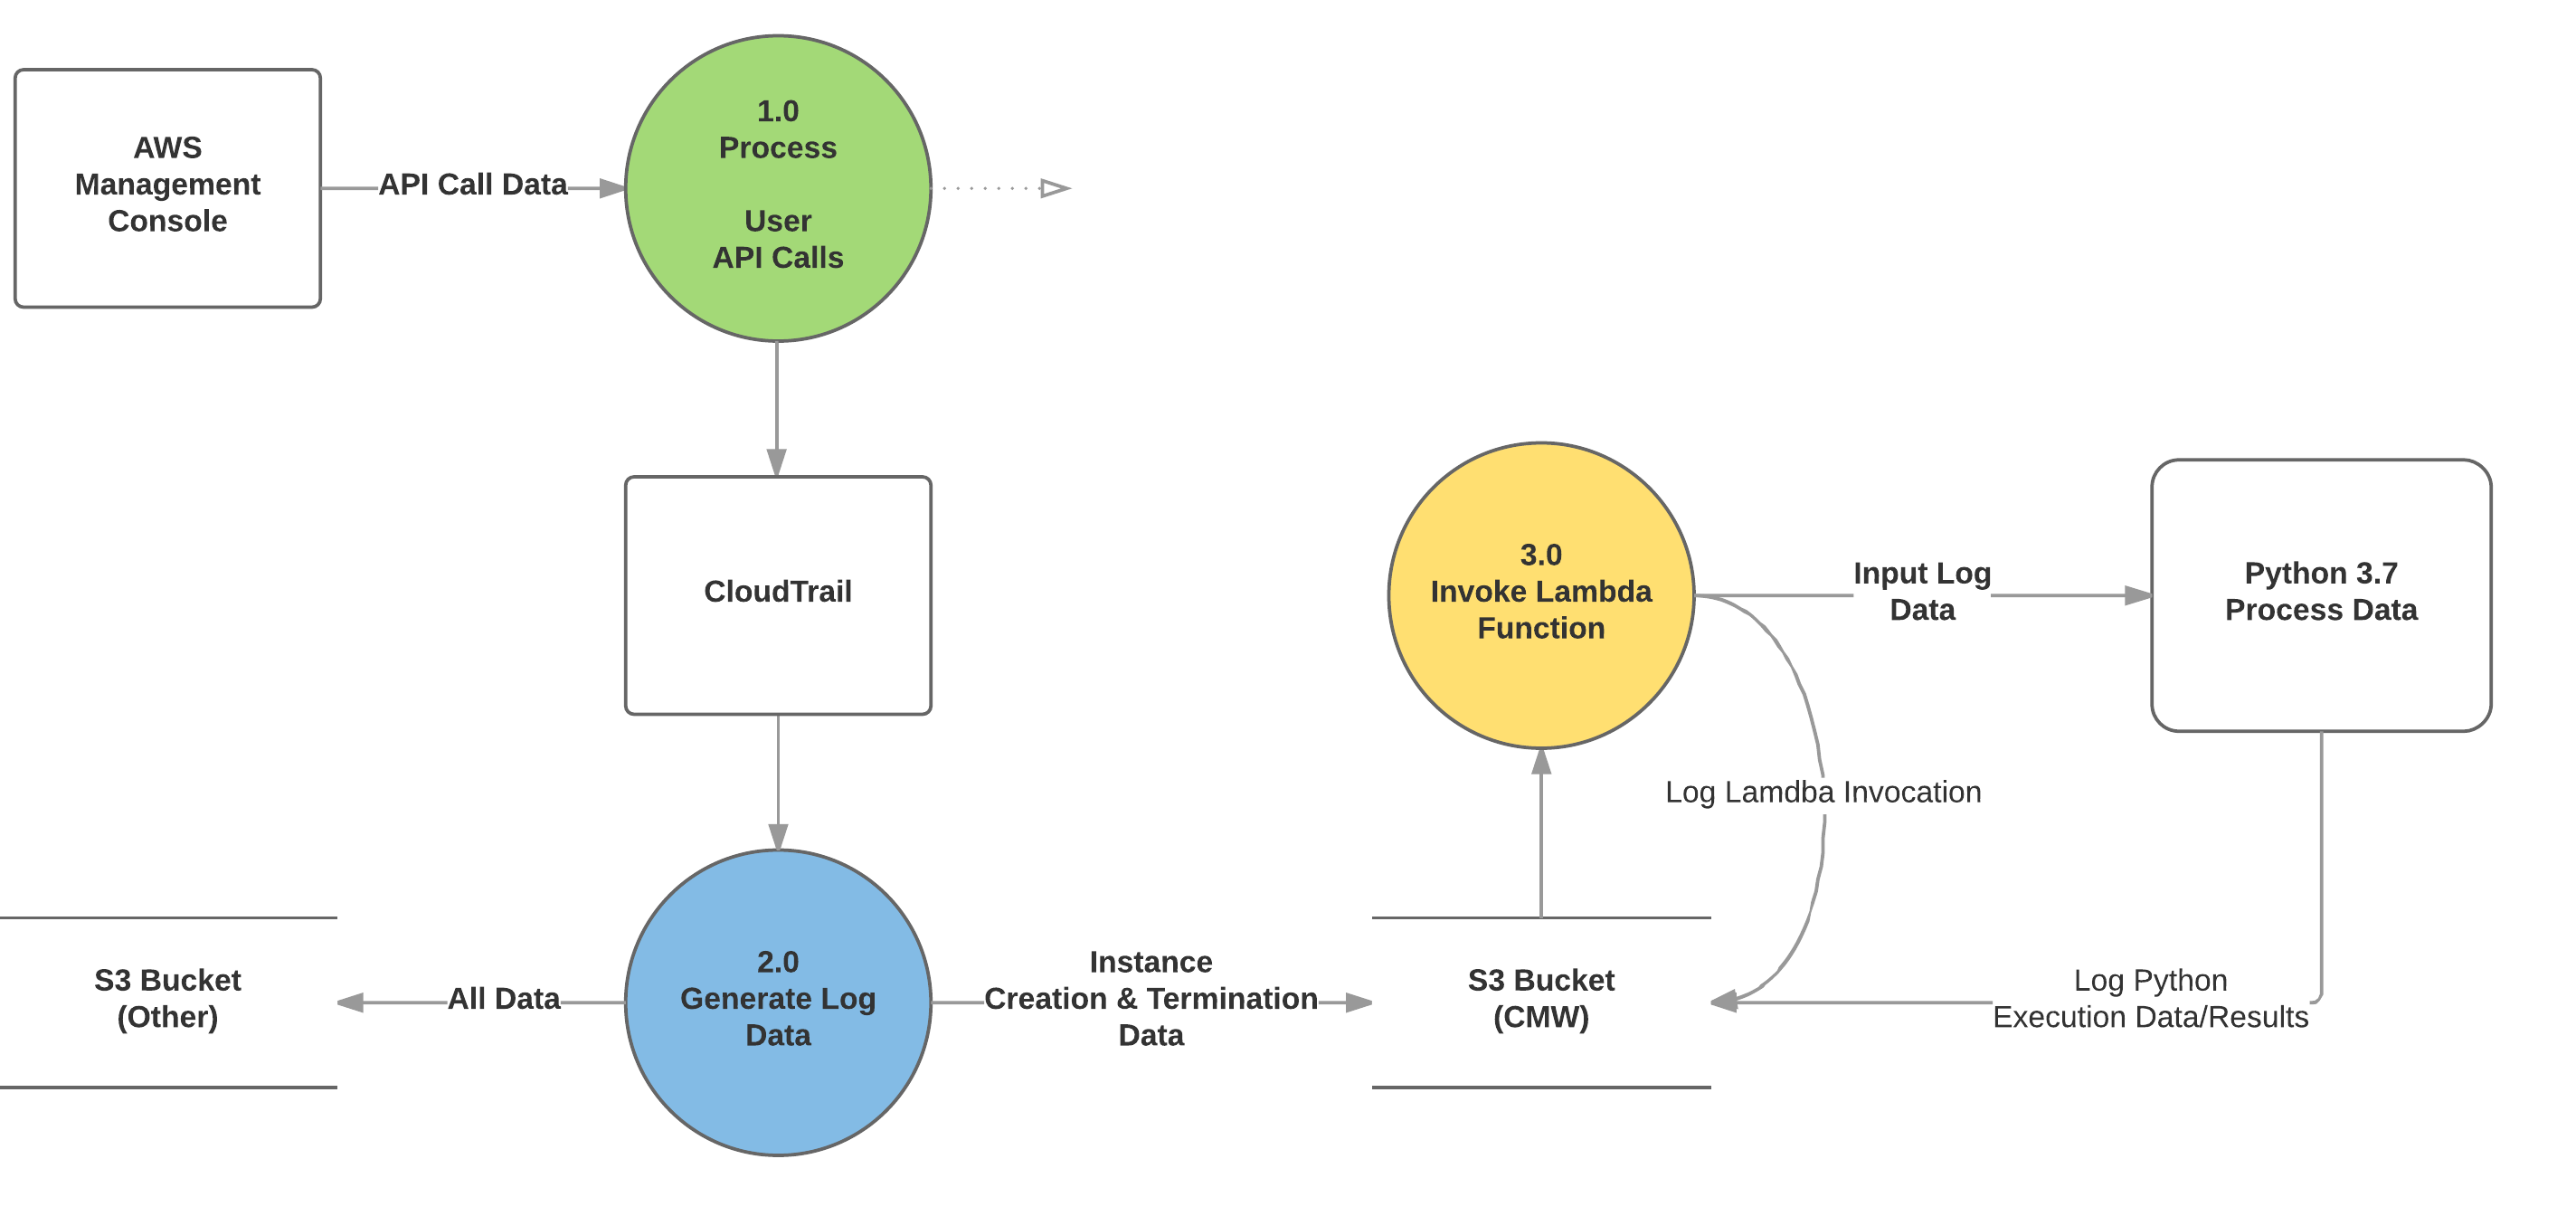 AWS
Management
Console
API Call Data
1.0
Process
User
API Calls
CloudTrail
3.0
Invoke Lambda
Function
Input Log
Data
Python 3.7
Process Data
Log Lamdba Invocation
S3 Bucket
(Other)
All Data
2.0
Generate Log
Data
Instance
Creation & Termination
Data
S3 Bucket
(CMW)
Log Python
Execution Data/Results